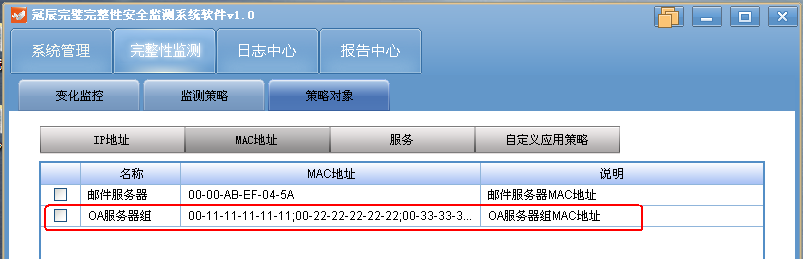 冠辰完璧完整性安全监测系统软件v1.0
系统管理 完整性监测 日志中心 报告中心
变化监控 监测策略 策略对象
IP地址 MAC地址 服务 自定义应用策略
名称 MAC地址 说明
邮件服务器 00-00-AB-EF-04-5A 邮件服务器MAC地址
OA服务器组 00-11-11-11-11-11;00-22-22-22-22-22;00-33-33-3... OA服务器组MAC地址